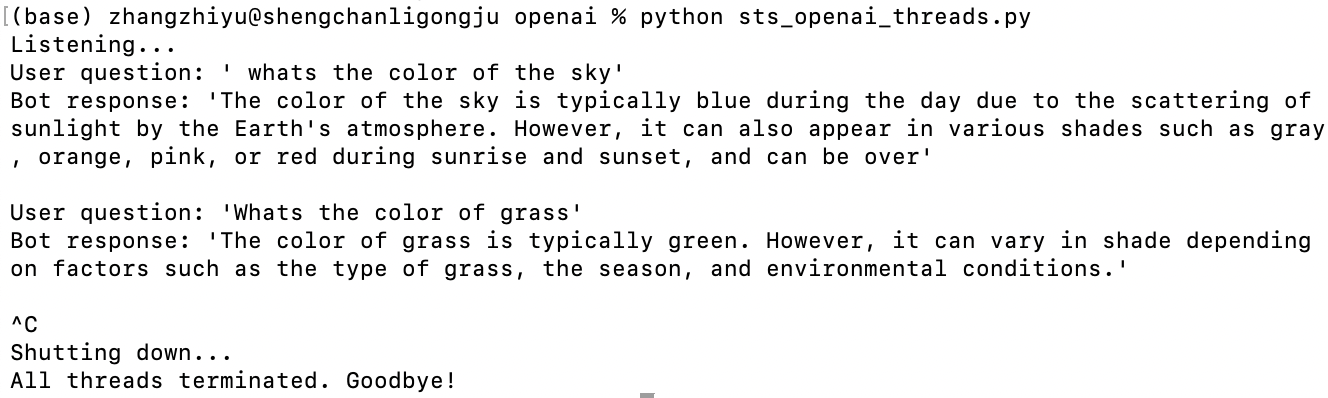 (base) zhangzhiyu@shengchanligongju openai % python sts_openai_threads.py
Listening...
User question: ' whats the color of the sky'
Bot response: 'The color of the sky is typically blue during the day due to the scattering of
sunlight by the Earth's atmosphere. However, it can also appear in various shades such as gray
, orange, pink, or red during sunrise and sunset, and can be over'
User question: 'Whats the color of grass'
Bot response: 'The color of grass is typically green. However, it can vary in shade depending
on factors such as the type of grass, the season, and environmental conditions.'
^C
Shutting down...
All threads terminated. Goodbye!